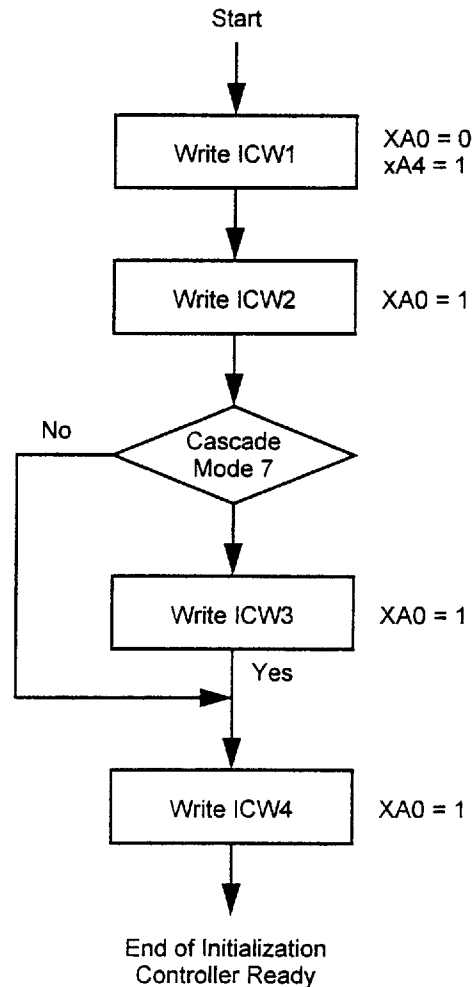 Start
Write ICW1
XA0 = 0
xA4 = 1
Write ICW2
XA0 = 1
No
Cascade
Mode 7
Write ICW3
XA0 = 1
Yes
Write ICW4
XA0 = 1
End of Initialization
Controller Ready